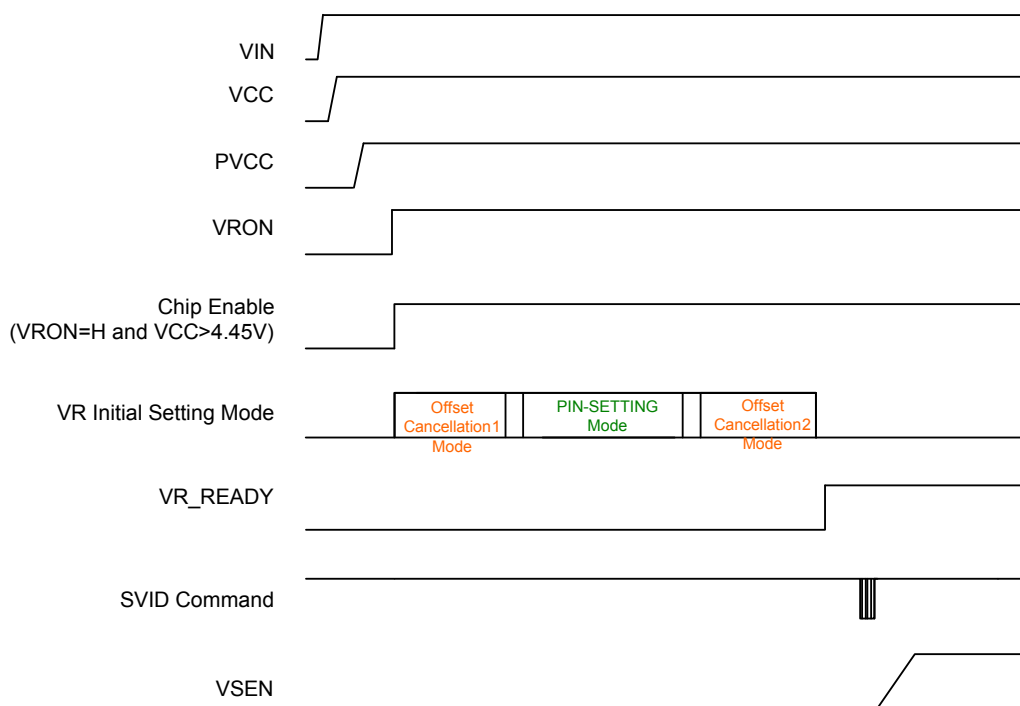 VIN
VCC
PVCC
VRON
Chip Enable
(VRON=H and VCC>4.45V)
VR Initial Setting Mode
Offset
Cancellation1
Mode
PIN-SETTING
Mode
Offset
Cancellation2
Mode
VR_READY
SVID Command
VSEN